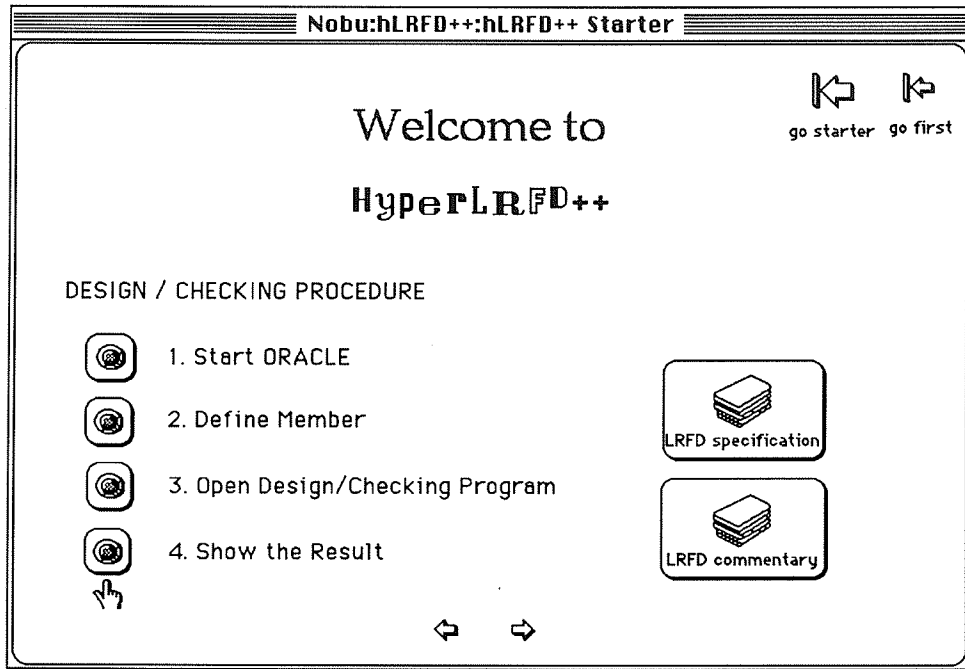 Nobu:hLRFD++:hLRFD++ Starter
go starter go first
Welcome to
HyperLRFD++
DESIGN / CHECKING PROCEDURE
1. Start ORACLE
2. Define Member
3. Open Design/Checking Program
4. Show the Result
LRFD specification
LRFD commentary